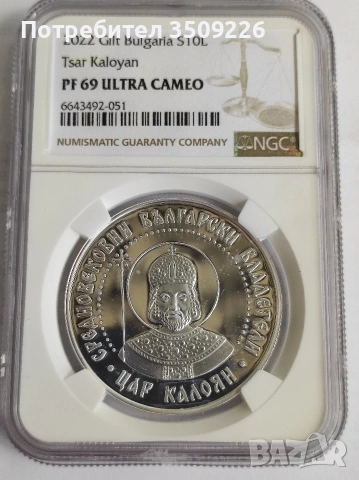 Потребител 3509226
2022 Gilt Bulgaria S10L
Tsar Kaloyan
PF 69 ULTRA CAMEO
6643492-051
NUMISMATIC GUARANTY COMPANY
NGC
СРЕДНОВЕКОВНИ БЪЛГАРСКИ ВЛАДЕТЕЛИ
• ЦАР КАЛОЯН •
BAZAR